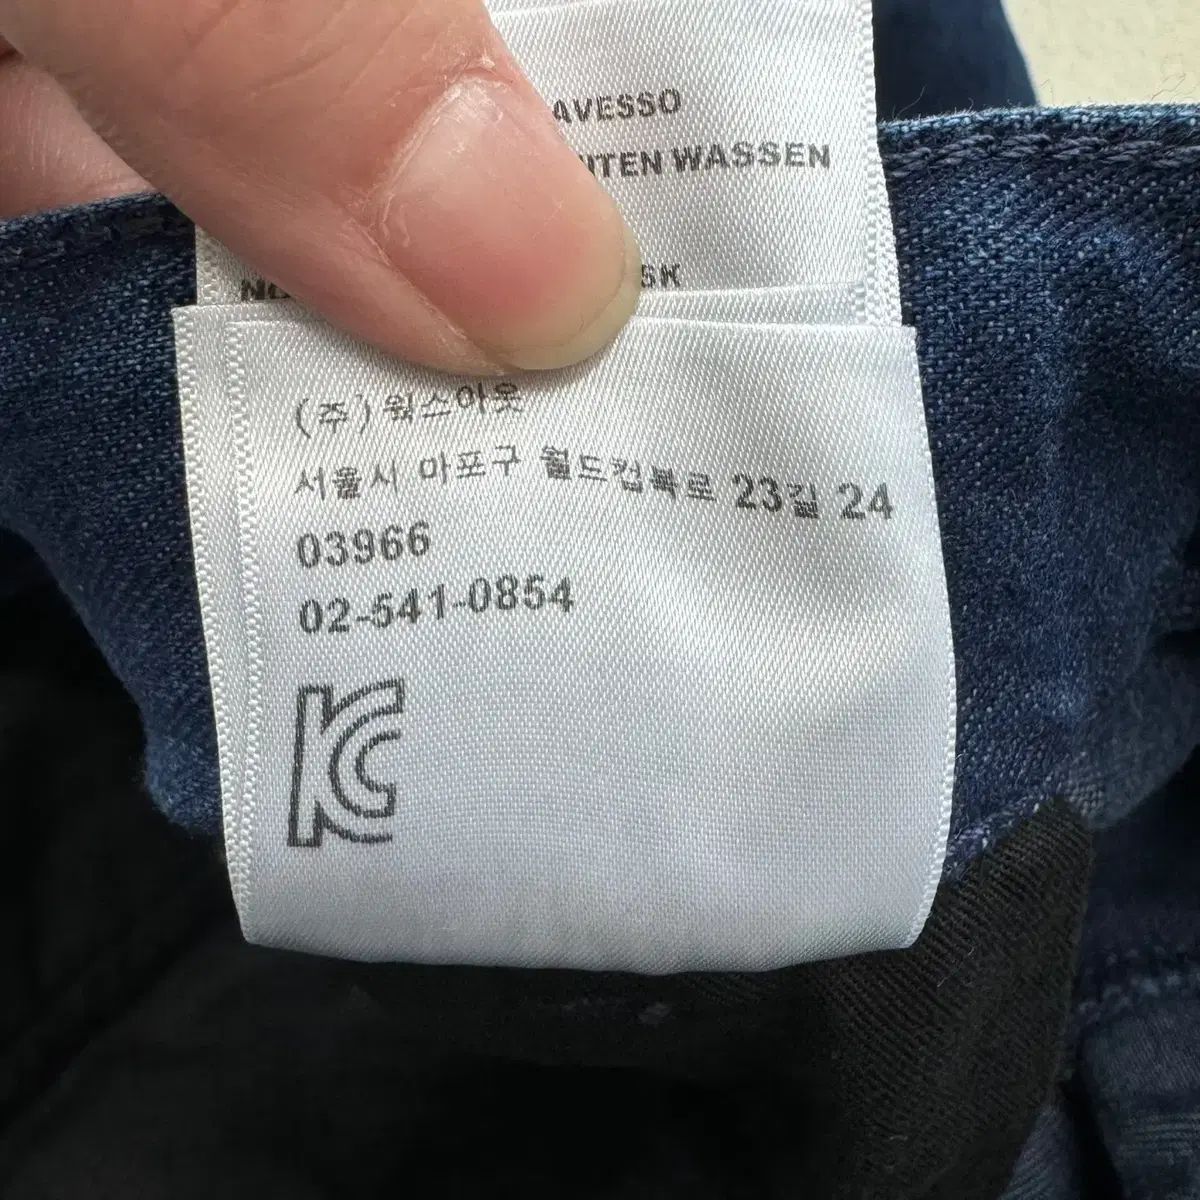 AVESSO
WASSEN
(주) 웍스아웃
서울시 마포구 월드컵북로 23길 24
03966
02-541-0854
KC